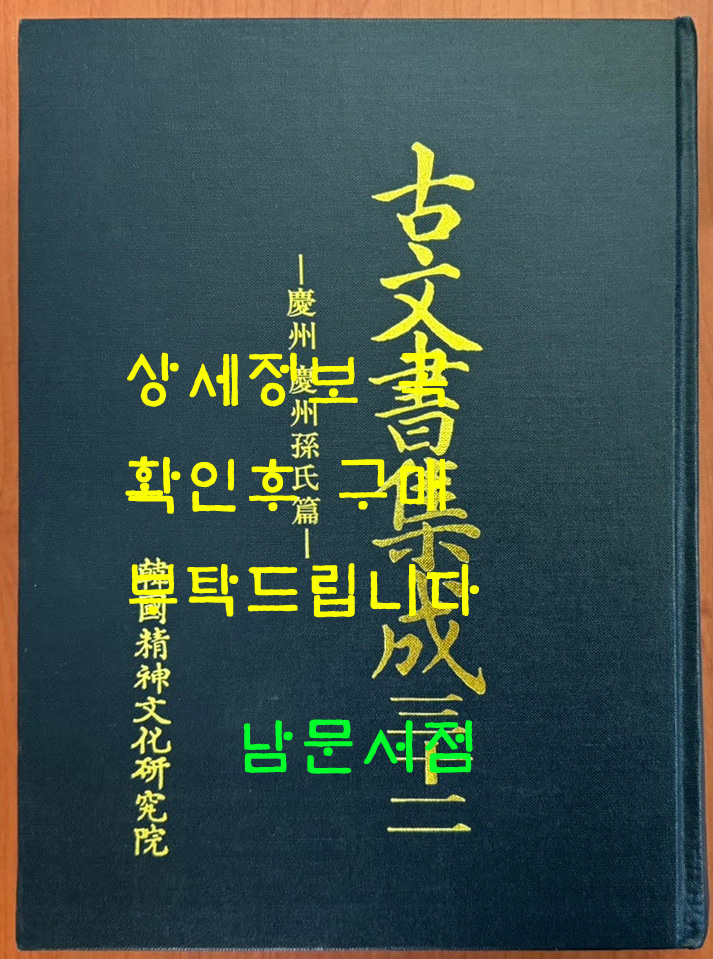 古文書集成三十二
―慶州 慶州孫氏篇―
韓國精神文化硏究院
상세정보
확인후 구매
부탁드립니다
남문서점